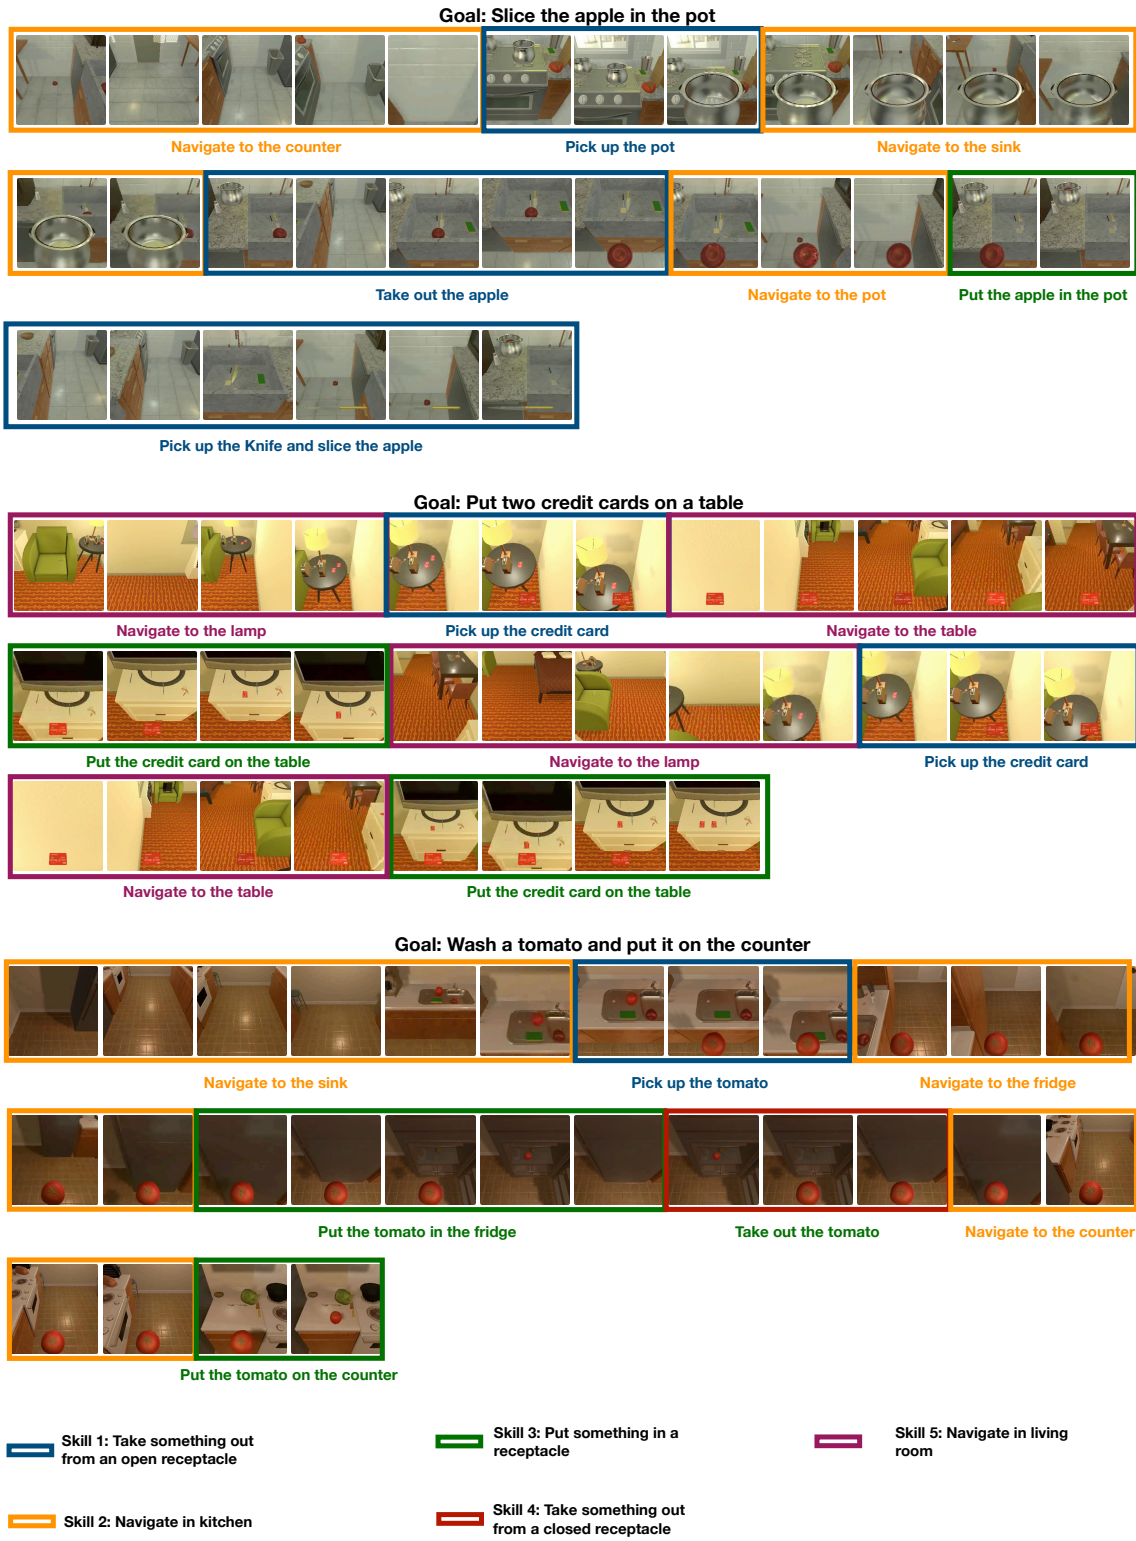 Goal: Slice the apple in the pot
Navigate to the counter
Pick up the pot
Navigate to the sink
Take out the apple
Navigate to the pot
Put the apple in the pot
Pick up the Knife and slice the apple
Goal: Put two credit cards on a table
Navigate to the lamp
Pick up the credit card
Navigate to the table
Put the credit card on the table
Navigate to the lamp
Pick up the credit card
Navigate to the table
Put the credit card on the table
Goal: Wash a tomato and put it on the counter
Navigate to the sink
Pick up the tomato
Navigate to the fridge
Put the tomato in the fridge
Take out the tomato
Navigate to the counter
Put the tomato on the counter
Skill 1: Take something out
from an open receptacle
Skill 3: Put something in a
receptacle
Skill 5: Navigate in living
room
Skill 2: Navigate in kitchen
Skill 4: Take something out
from a closed receptacle